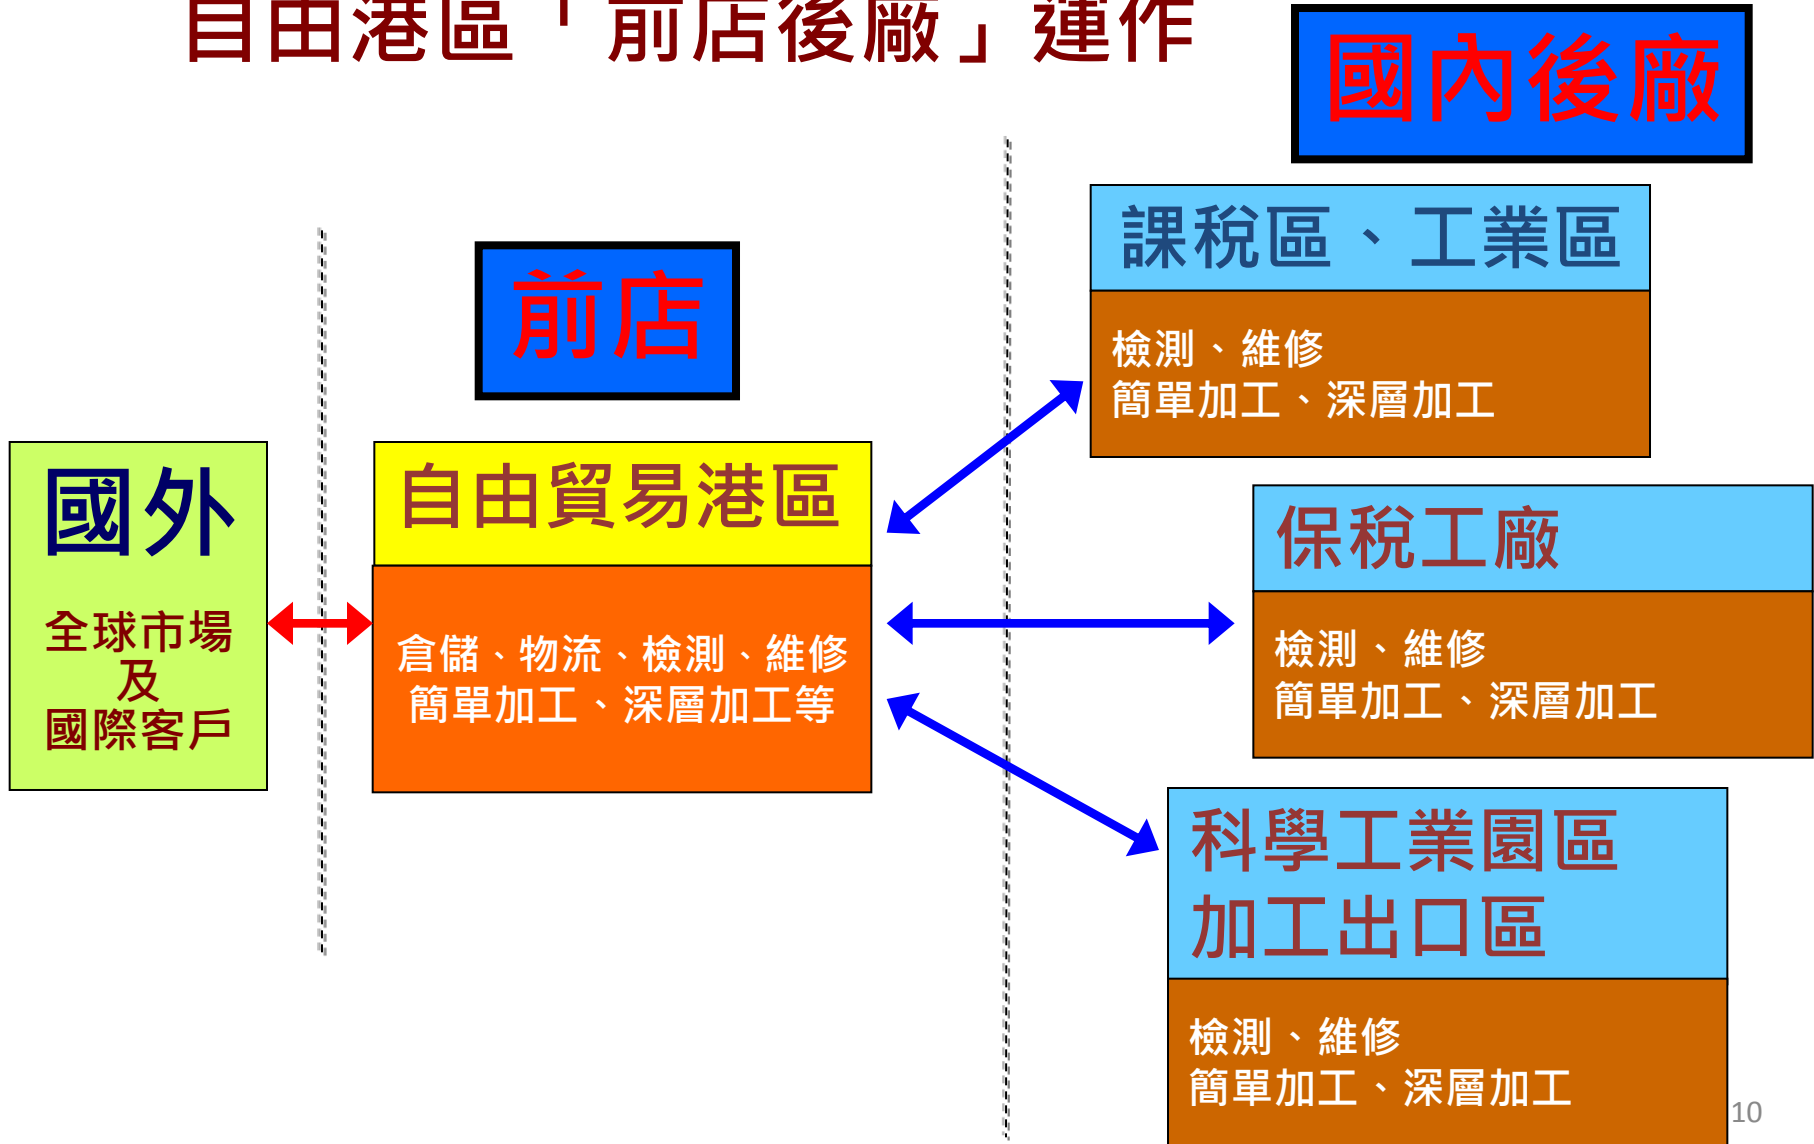 自由港區「前店後廠」運作
國內後廠
前店
課稅區、工業區
檢測、維修
簡單加工、深層加工
國外
全球市場
及
國際客戶
自由貿易港區
倉儲、物流、檢測、維修
簡單加工、深層加工等
保稅工廠
檢測、維修
簡單加工、深層加工
科學工業園區
加工出口區
檢測、維修
簡單加工、深層加工
10